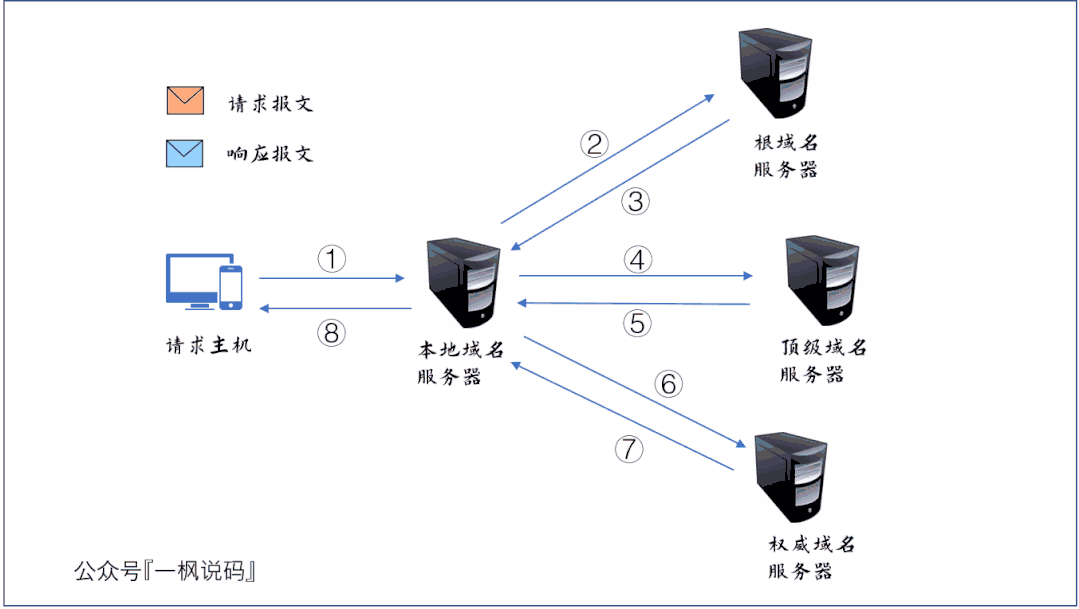 请求报文
响应报文
②
根域名
服务器
③
①
④
⑤
⑧
请求主机
本地域名
服务器
顶级域名
服务器
⑥
⑦
权威域名
服务器
公众号『一枫说码』